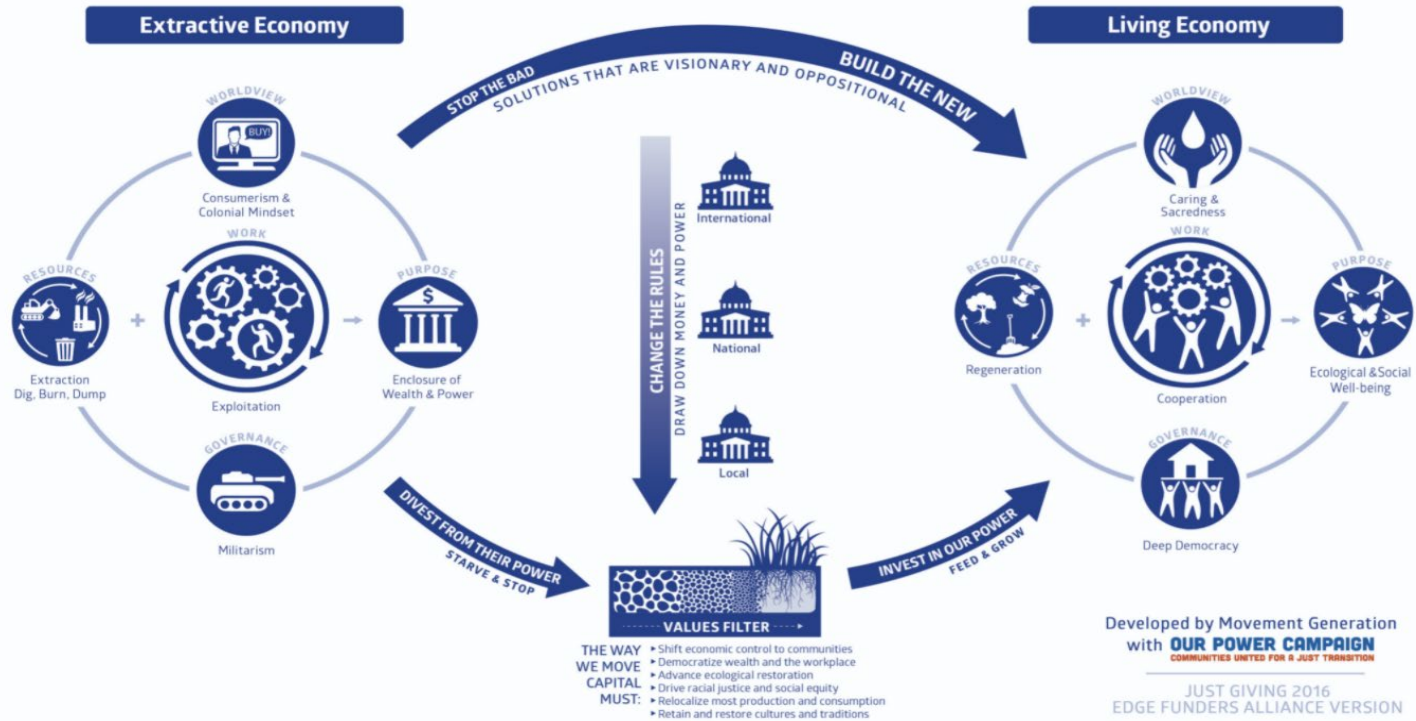 Extractive Economy
WORLDVIEW
BUY!
Consumerism &
Colonial Mindset
RESOURCES
Extraction
Dig, Burn, Dump
+
WORK
Exploitation
PURPOSE
$
Enclosure of
Wealth & Power
GOVERNANCE
Militarism
STOP THE BAD
BUILD THE NEW
SOLUTIONS THAT ARE VISIONARY AND OPPOSITIONAL
CHANGE THE RULES
DRAW DOWN MONEY AND POWER
International
National
Local
DIVEST FROM THEIR POWER
STARVE & STOP
VALUES FILTER
THE WAY
WE MOVE
CAPITAL
MUST:
▸ Shift economic control to communities
▸ Democratize wealth and the workplace
▸ Advance ecological restoration
▸ Drive racial justice and social equity
▸ Relocalize most production and consumption
▸ Retain and restore cultures and traditions
INVEST IN OUR POWER
FEED & GROW
Living Economy
WORLDVIEW
Caring &
Sacredness
RESOURCES
Regeneration
+
WORK
Cooperation
PURPOSE
Ecological &Social
Well-being
GOVERNANCE
Deep Democracy
Developed by Movement Generation
with OUR POWER CAMPAIGN
COMMUNITIES UNITED FOR A JUST TRANSITION
JUST GIVING 2016
EDGE FUNDERS ALLIANCE VERSION